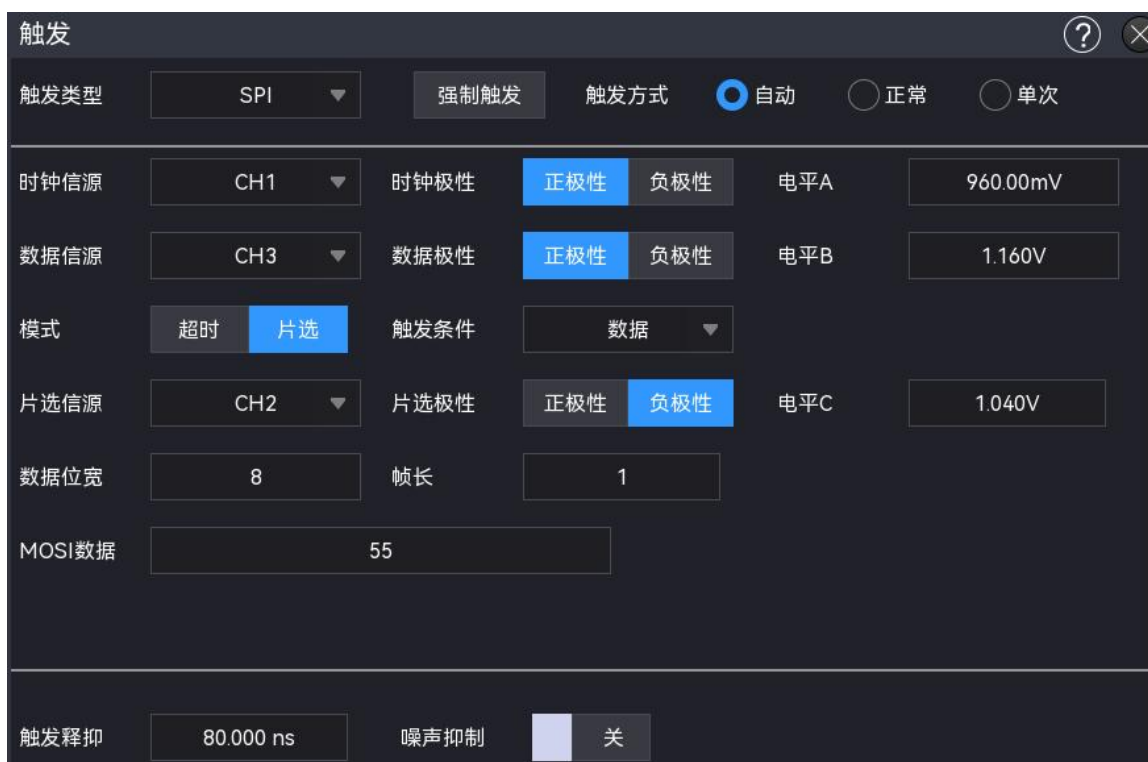 触发
触发类型 SPI 强制触发 触发方式 自动 正常 单次
时钟信源 CH1 时钟极性 正极性 负极性 电平A 960.00mV
数据信源 CH3 数据极性 正极性 负极性 电平B 1.160V
模式 超时 片选 触发条件 数据
片选信源 CH2 片选极性 正极性 负极性 电平C 1.040V
数据位宽 8 帧长 1
MOSI数据 55
触发释抑 80.000 ns 噪声抑制 关